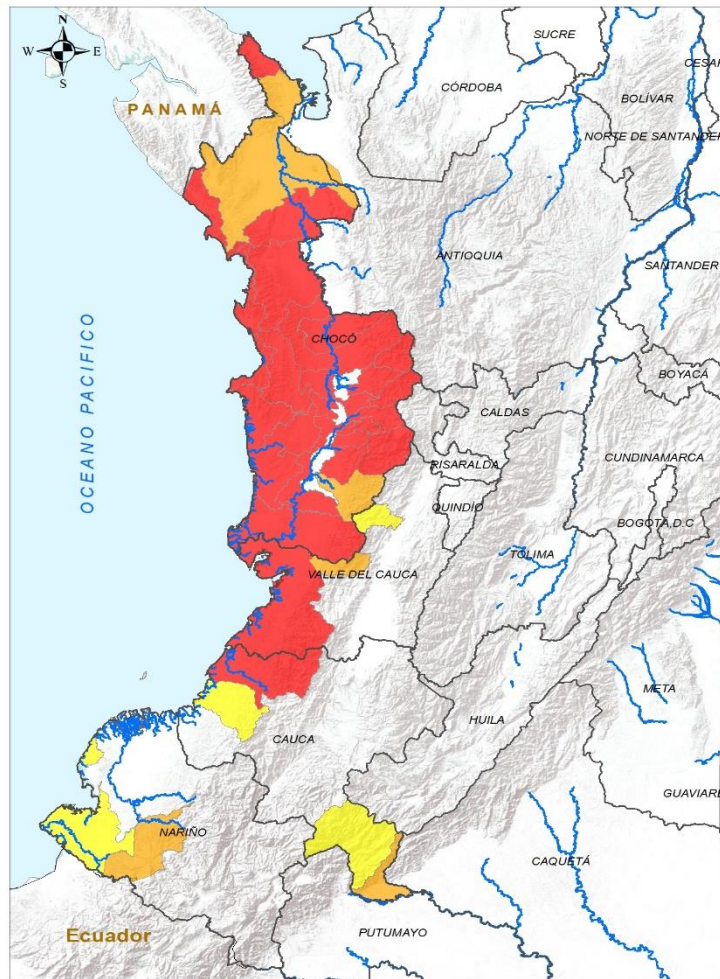 N
W E
S
SUCRE
CESAR
CÓRDOBA
BOLÍVAR
PANAMÁ
NORTE DE SANTANDER
ANTIOQUIA
SANTANDER
OCEANO PACIFICO
CHOCÓ
BOYACÁ
CALDAS
CUNDINAMARCA
RISARALDA
QUINDÍO
BOGOTÁ, D.C
TOLIMA
VALLE DEL CAUCA
META
HUILA
CAUCA
GUAVIARE
NARIÑO
CAQUETÁ
Ecuador
PUTUMAYO